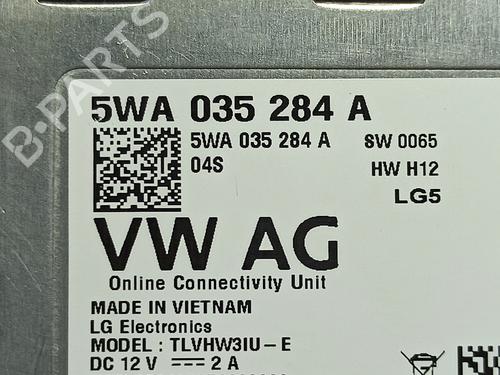 5WA 035 284 A
5WA 035 284 A SW 0065
04S HW H12
LG5
VW AG
Online Connectivity Unit
MADE IN VIETNAM
LG Electronics
MODEL : TLVHW3IU-E
DC 12 V ⎓ 2 A
B-PARTS